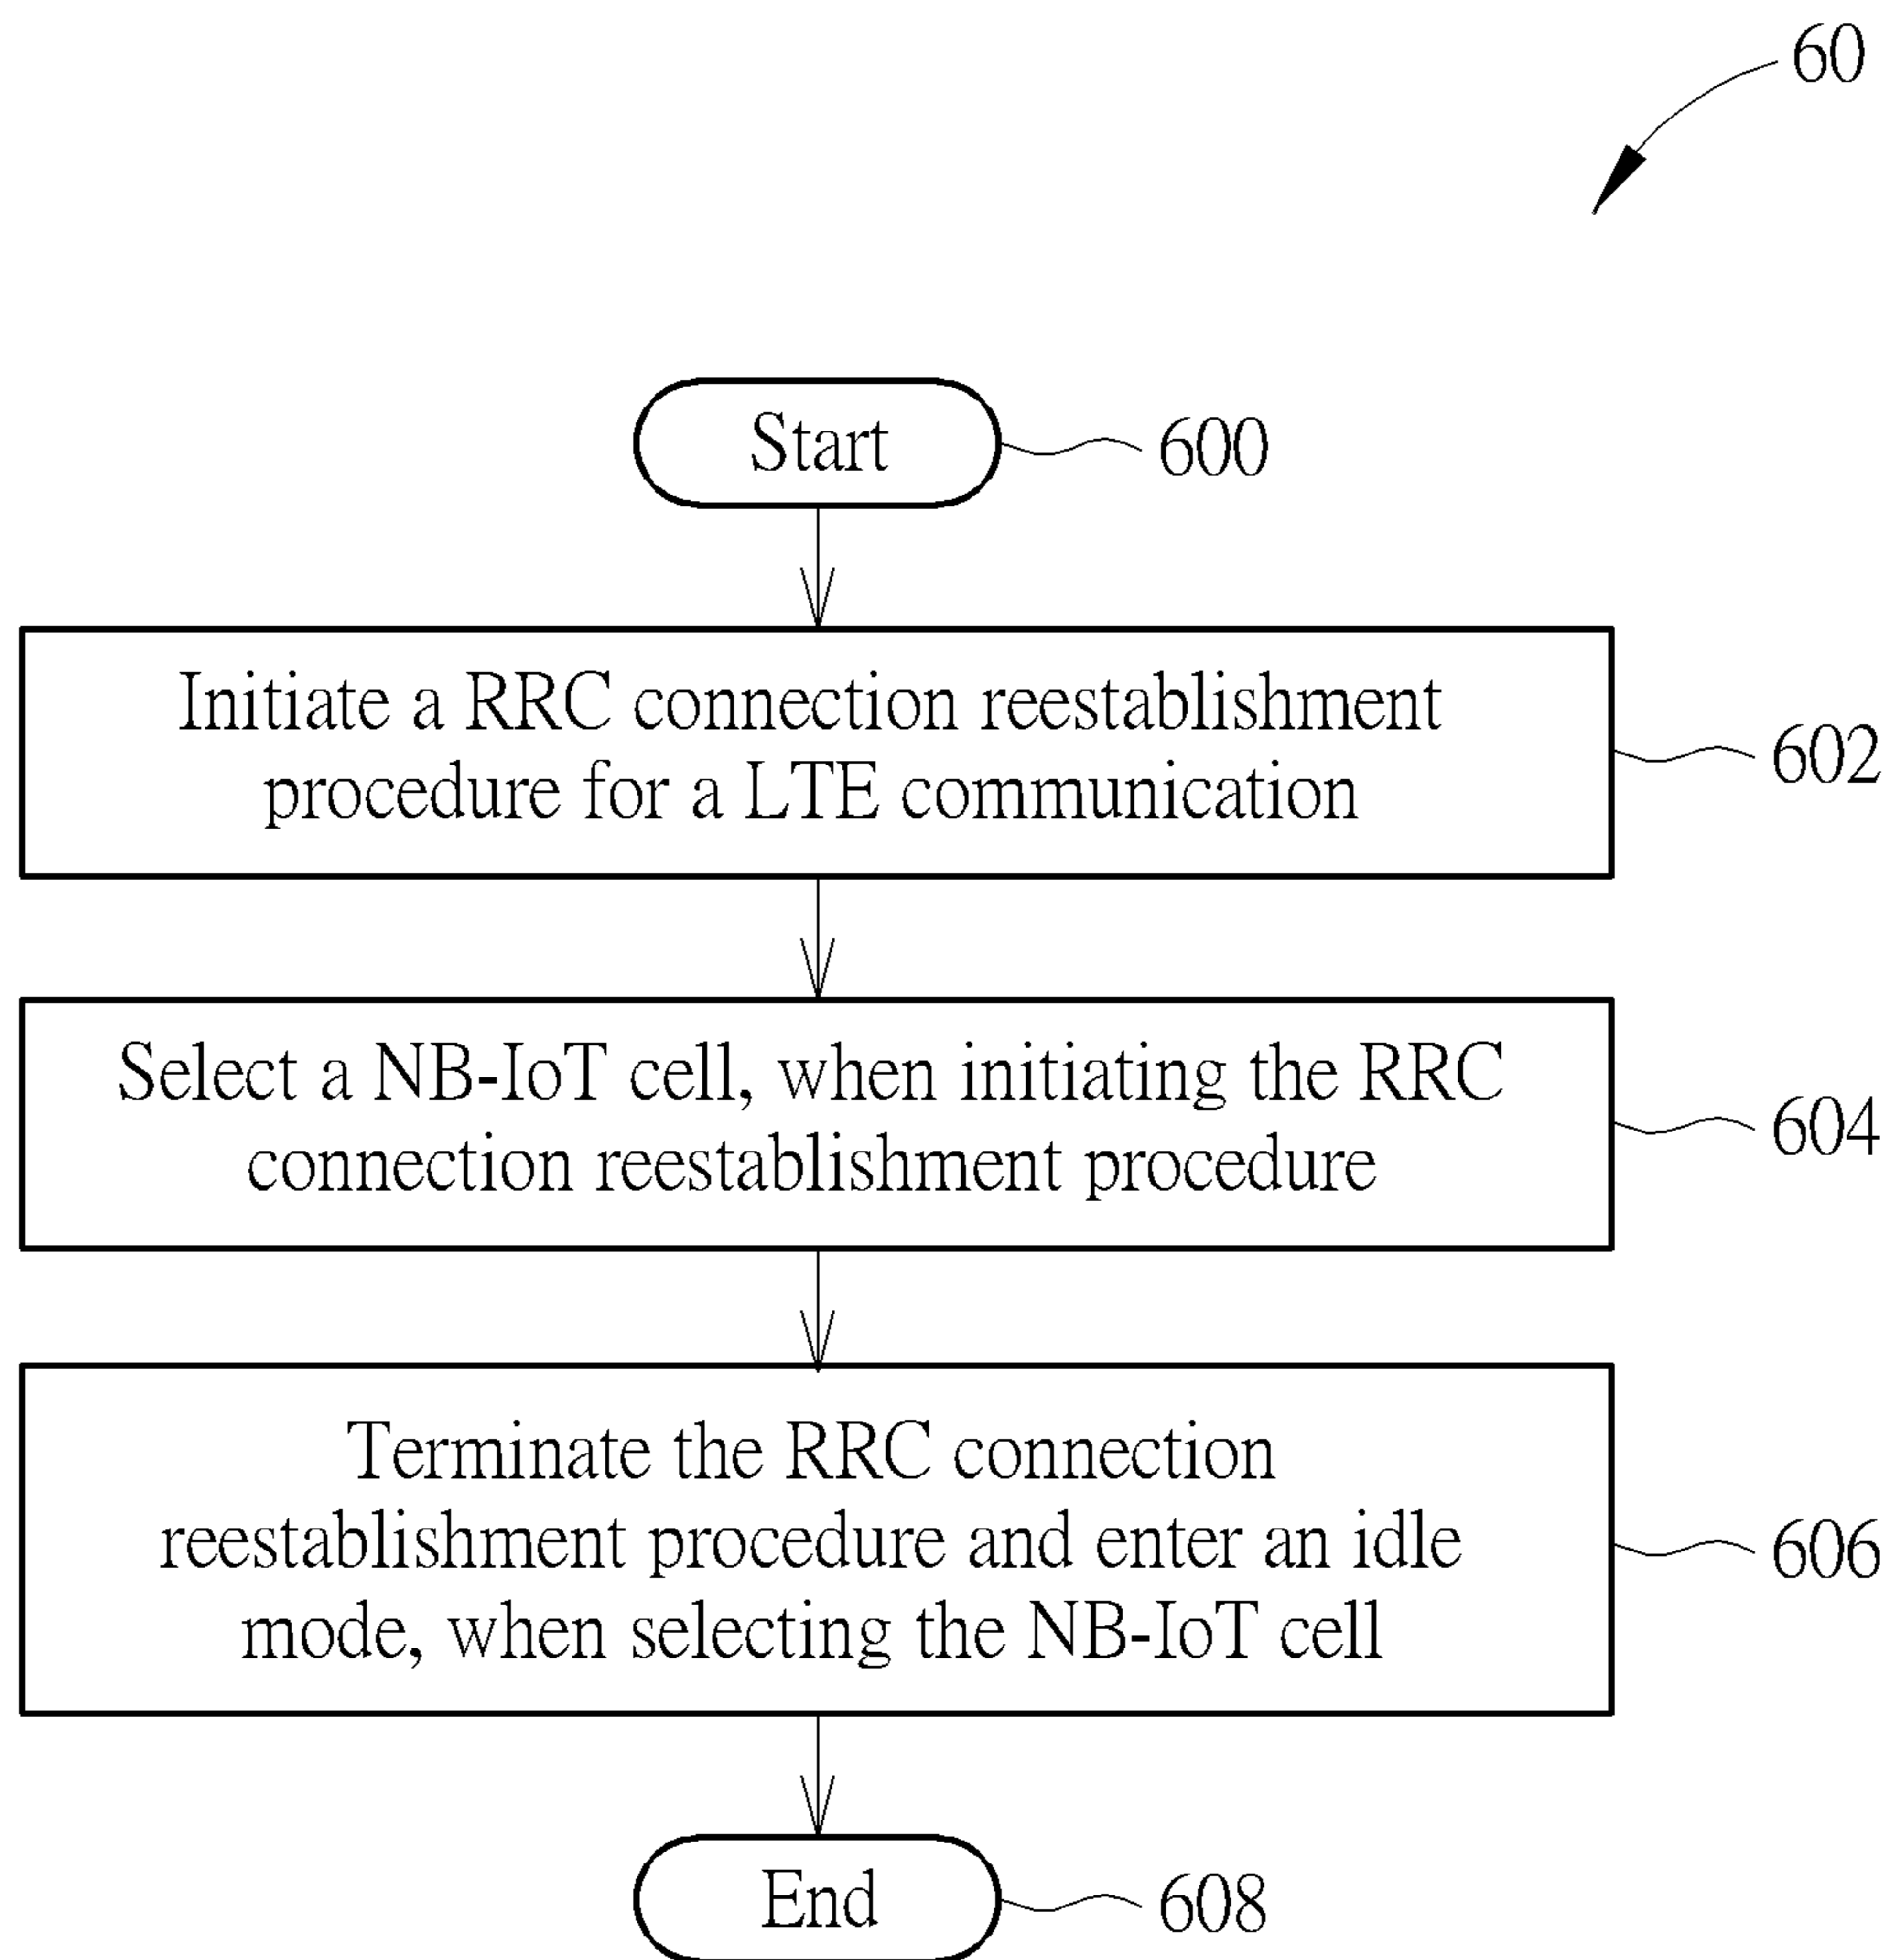 60
Start
600
Initiate a RRC connection reestablishment
procedure for a LTE communication
602
Select a NB-IoT cell, when initiating the RRC
connection reestablishment procedure
604
Terminate the RRC connection
reestablishment procedure and enter an idle
mode, when selecting the NB-IoT cell
606
End
608